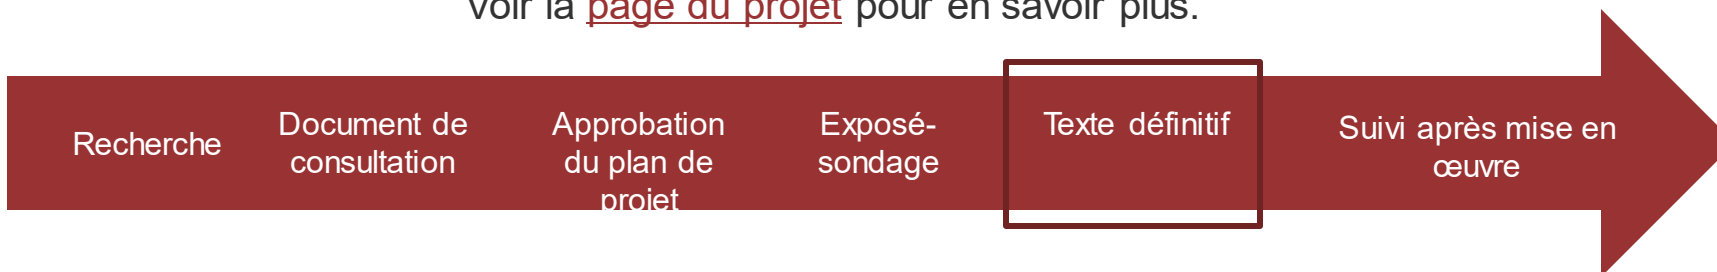 voir la page du projet pour en savoir plus.
Recherche
Document de
consultation
Approbation
du plan de
projet
Exposé-
sondage
Texte définitif
Suivi après mise en
œuvre